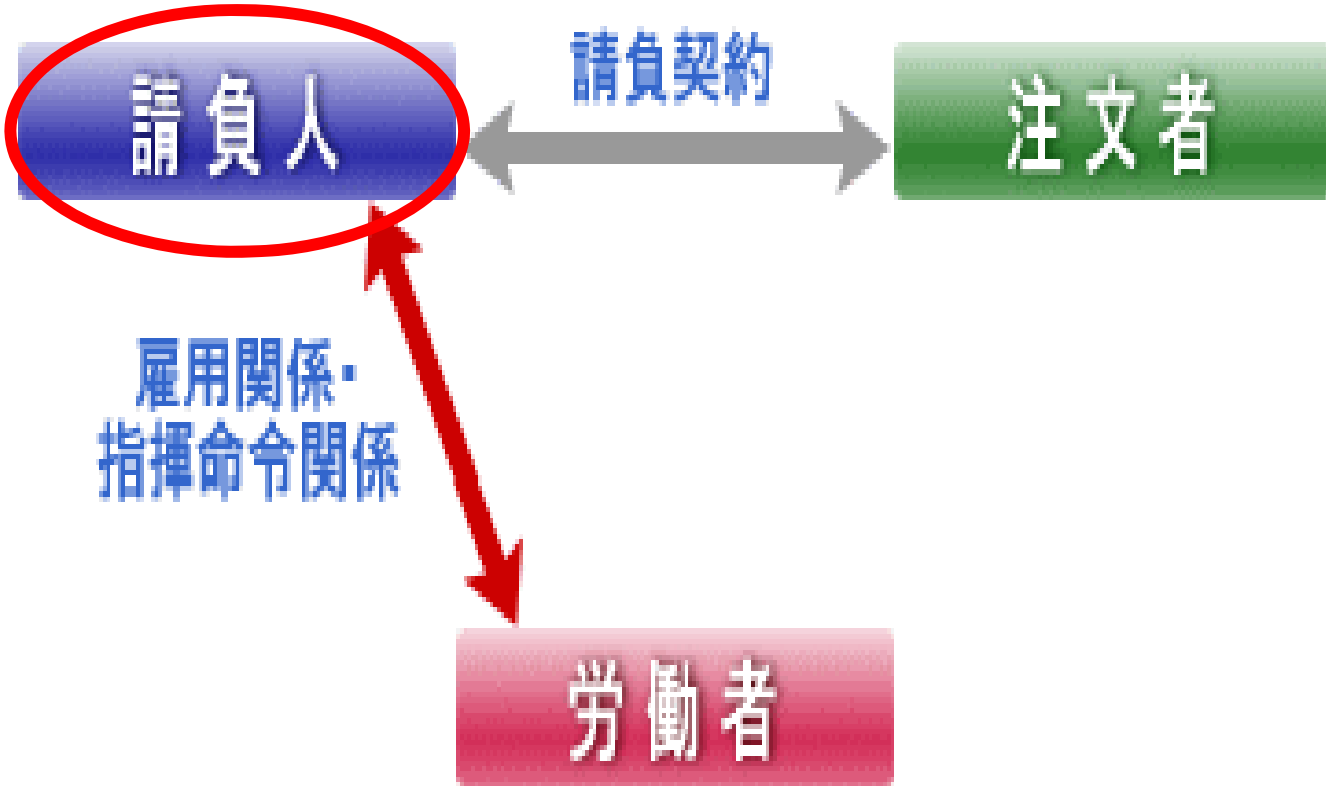 請負人
請負契約
注文者
雇用関係・
指揮命令関係
労働者